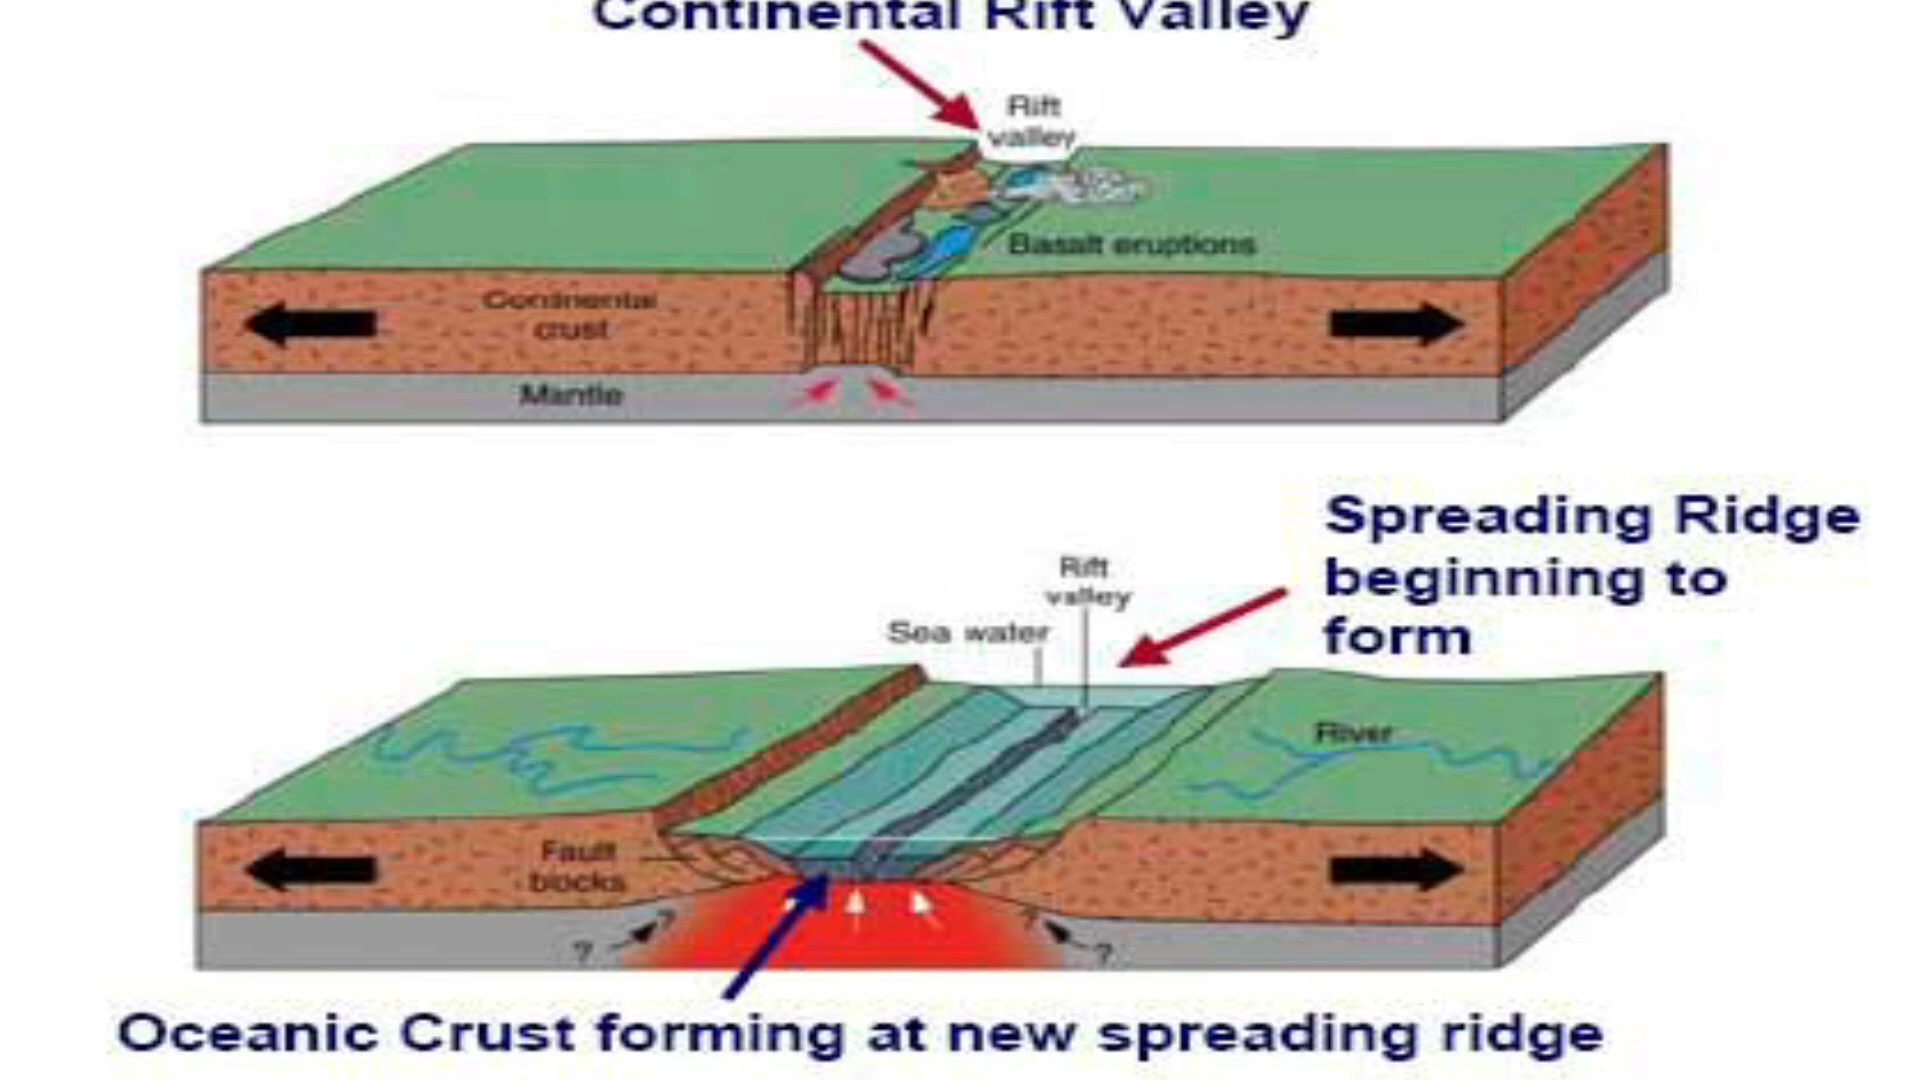 Continental Rift Valley
Rift
valley
Basalt eruptions
Continental
crust
Mantle
Spreading Ridge
beginning to
form
Rift
valley
Sea water
River
Fault
blocks
?
?
?
?
Oceanic Crust forming at new spreading ridge